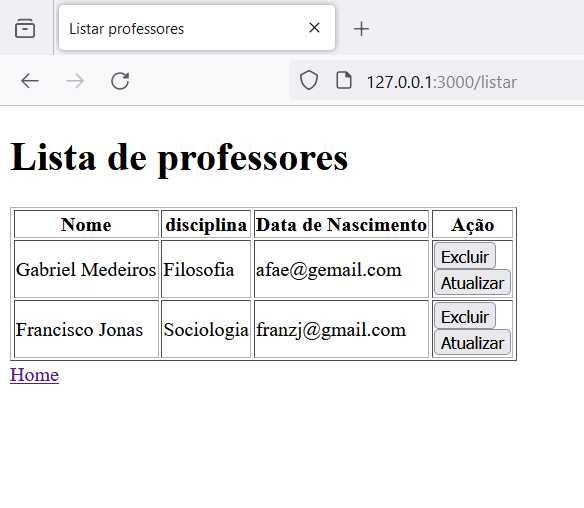 Listar professores
127.0.0.1:3000/listar
Lista de professores
Nome disciplina Data de Nascimento Ação
Gabriel Medeiros Filosofia afae@gemail.com Excluir
Atualizar
Francisco Jonas Sociologia franzj@gmail.com Excluir
Atualizar
Home